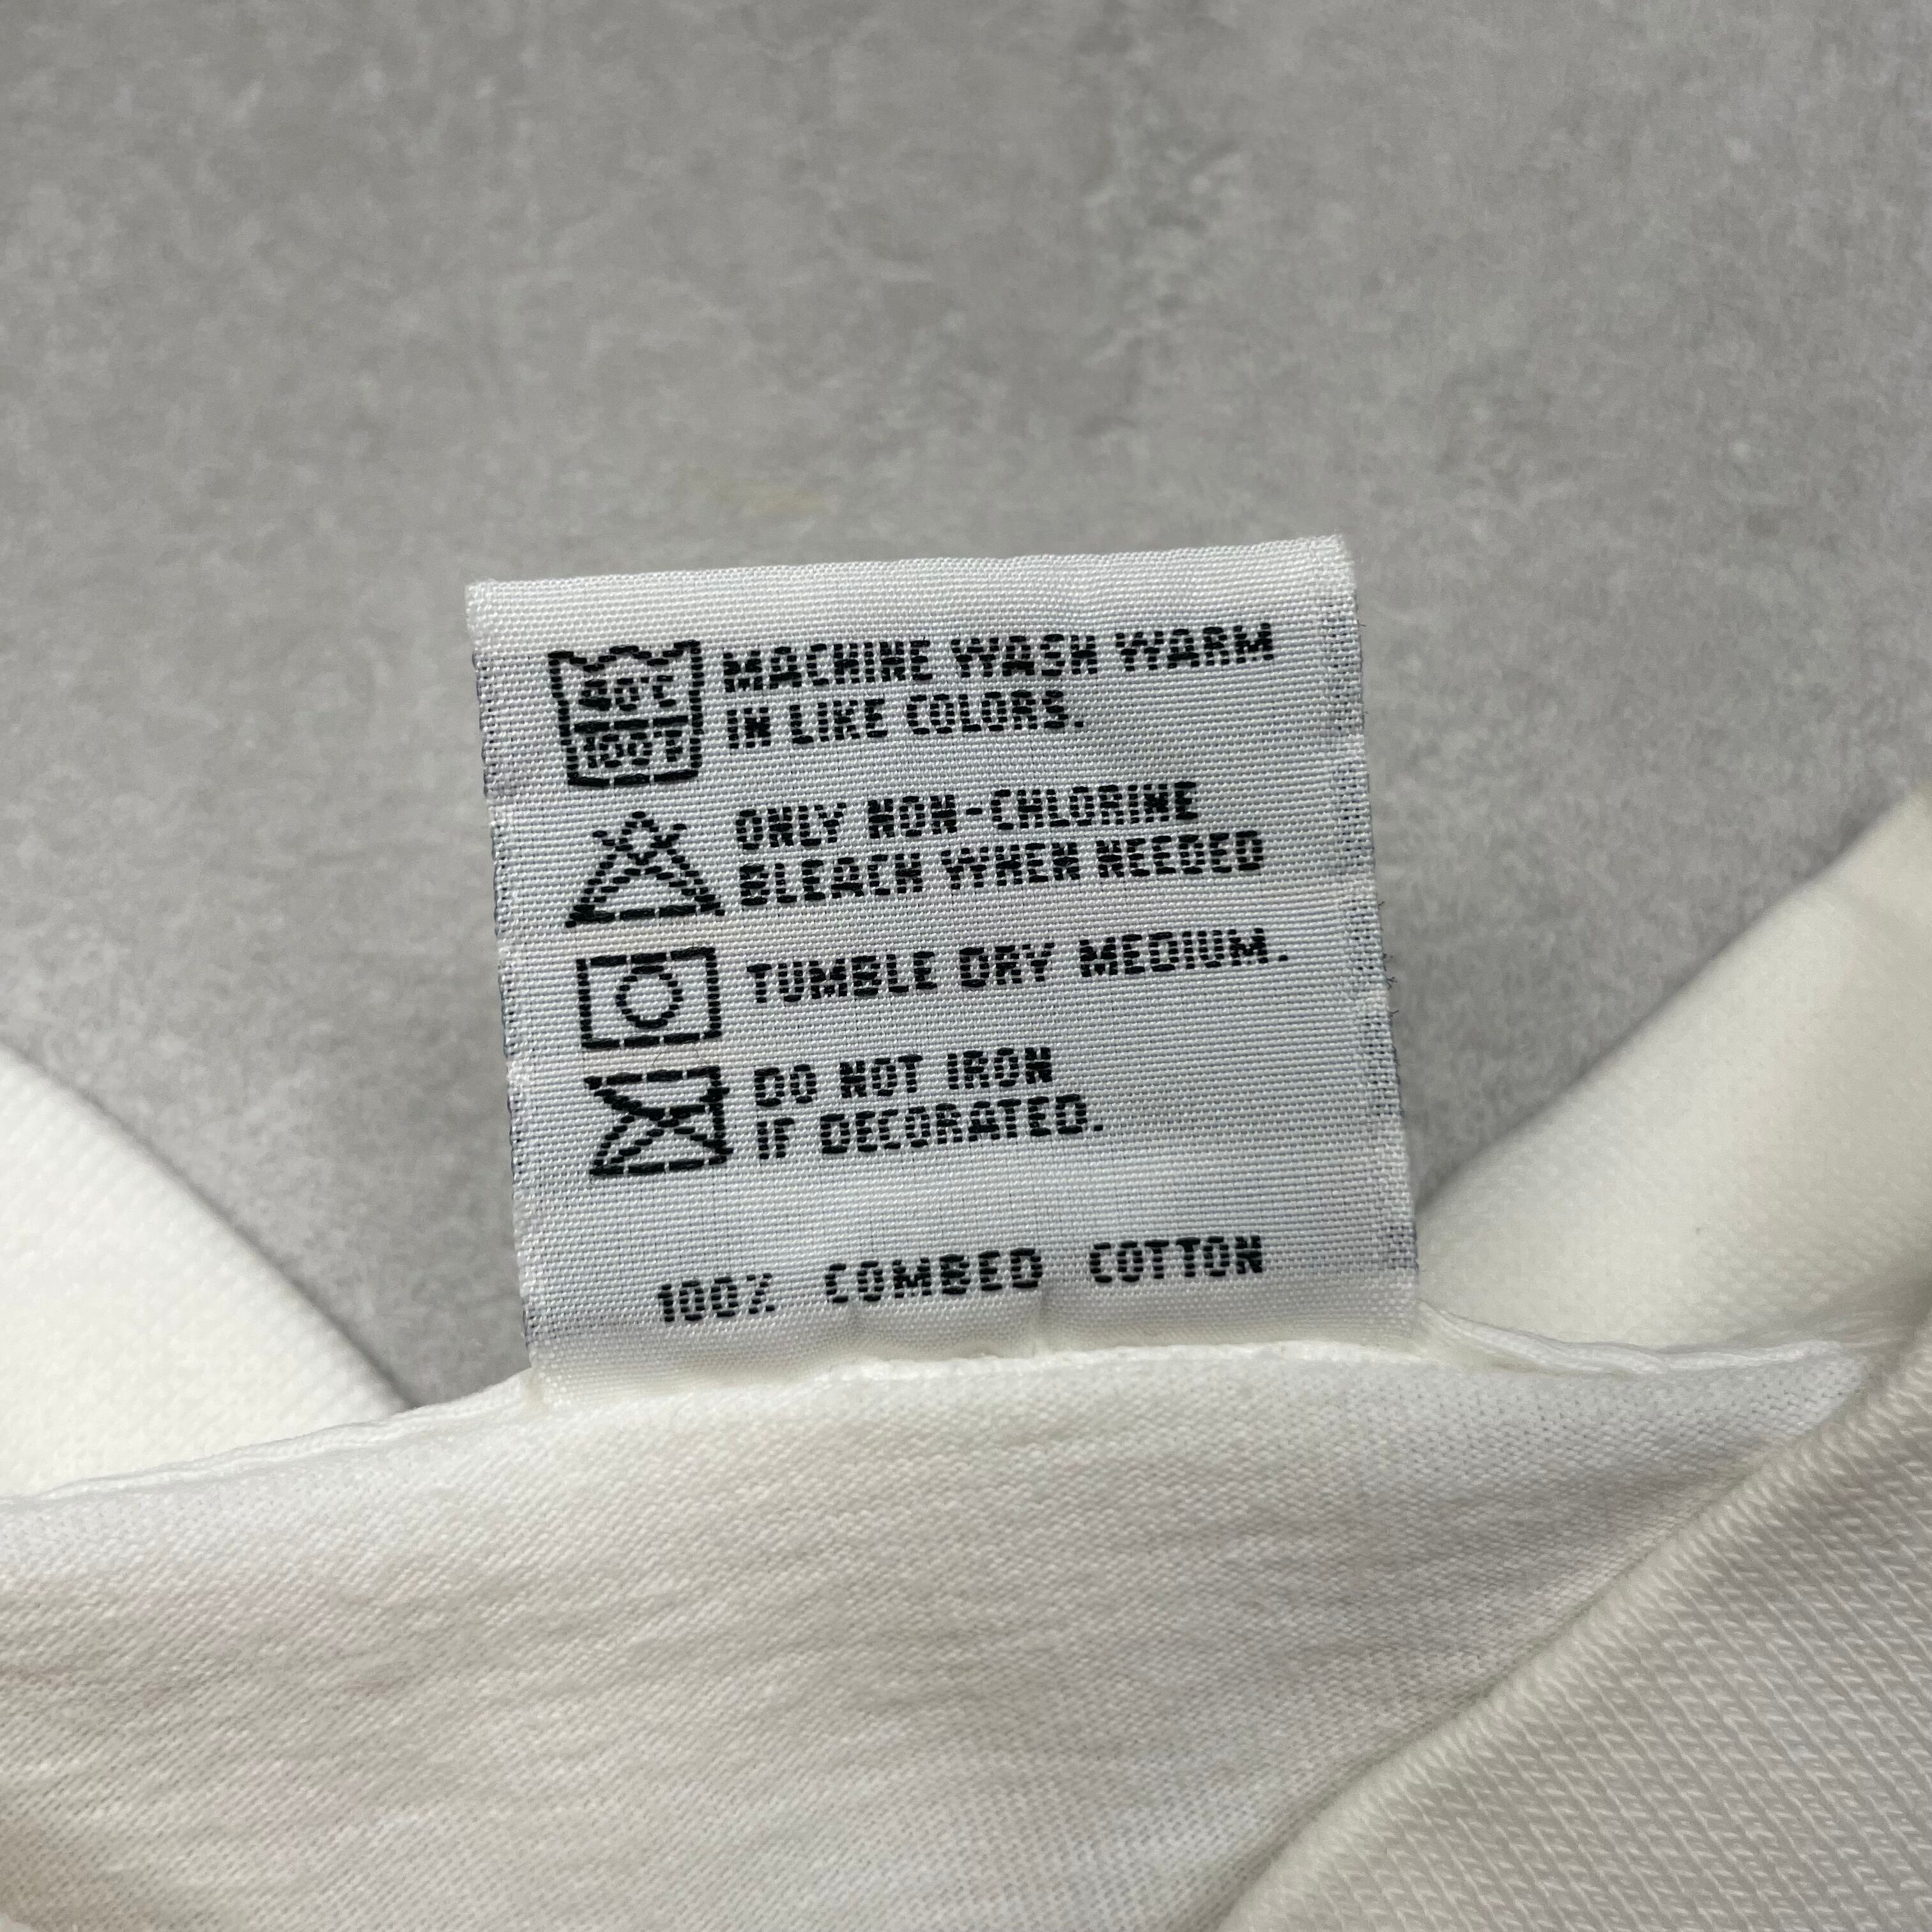 40°C
100°F
MACHINE WASH WARM
IN LIKE COLORS.
ONLY NON-CHLORINE
BLEACH WHEN NEEDED
TUMBLE DRY MEDIUM.
DO NOT IRON
IF DECORATED.
100% COMBED COTTON